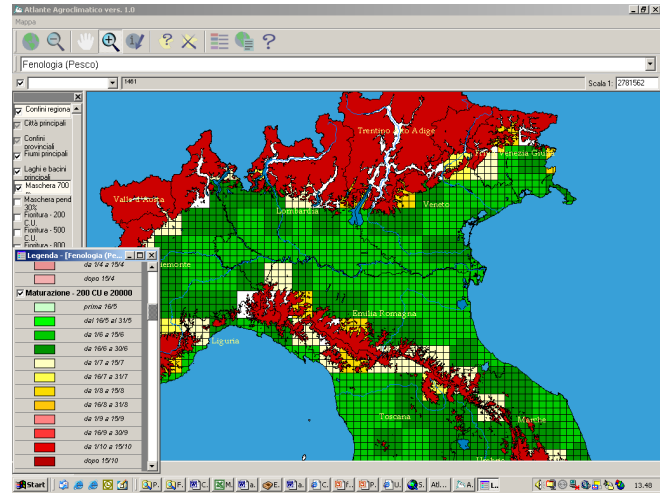 Atlante Agroclimatico vers. 1.0
Mappa
Fenologia (Pesco)
1461
Scala 1: 2781562
Confini regiona
Città principali
Confini
provinciali
Fiumi principali
Laghi e bacini
principali
Maschera 700
Maschera pend
30%
Fioritura - 200
C.U.
Fioritura - 500
C.U.
Fioritura - 800
Trentino Alto Adige
Venezia Giulia
Valle d'Aosta
Lombardia
Veneto
iemonte
Emilia Romagna
Liguria
Toscana
Marche
Umbria
Legenda - [Fenologia (Pe...
da 1/4 a 15/4
dopo 15/4
Maturazione - 200 CU e 20000
prima 16/5
dal 16/5 al 31/5
da 1/6 a 15/6
da 16/6 a 30/6
da 1/7 a 15/7
da 16/7 a 31/7
da 1/8 a 15/8
da 16/8 a 31/8
da 1/9 a 15/9
da 16/9 a 30/9
da 1/10 a 15/10
dopo 15/10
Start
13.48